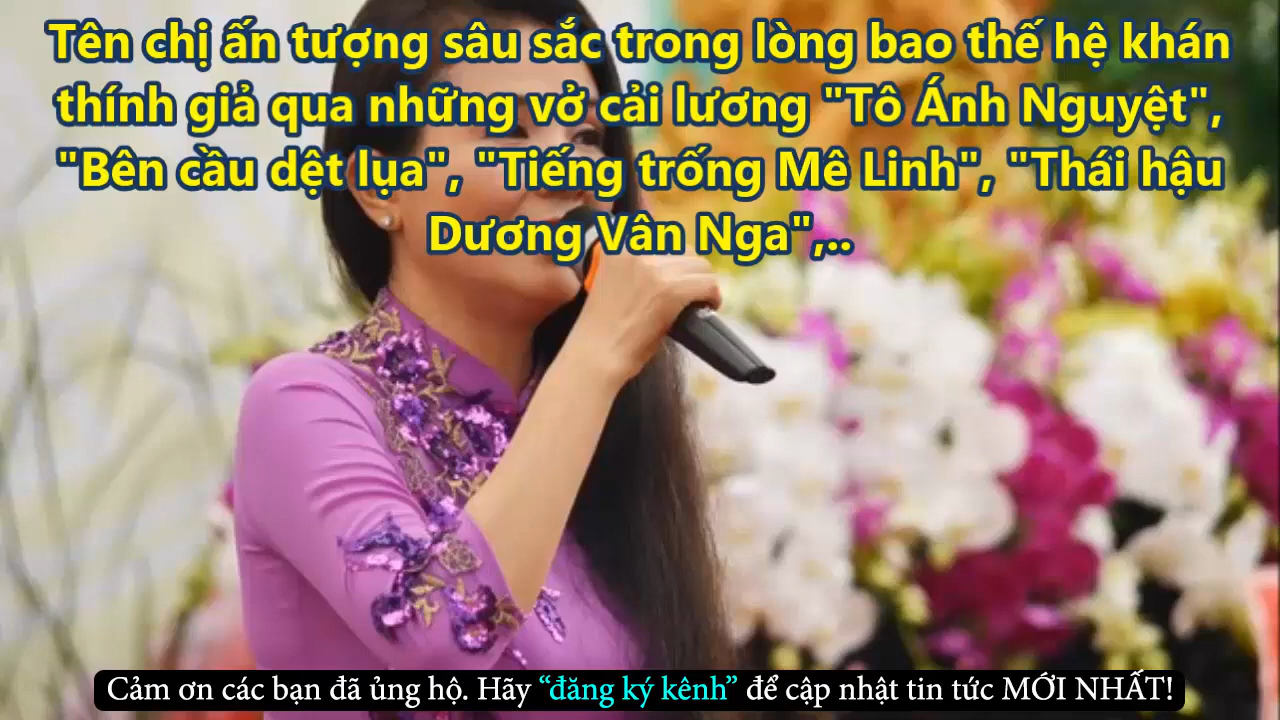 Tên chị ấn tượng sâu sắc trong lòng bao thế hệ khán
thính giả qua những vở cải lương "Tô Ánh Nguyệt",
"Bên cầu dệt lụa", "Tiếng trống Mê Linh", "Thái hậu
Dương Vân Nga",..
Cảm ơn các bạn đã ủng hộ. Hãy “đăng ký kênh” để cập nhật tin tức MỚI NHẤT!